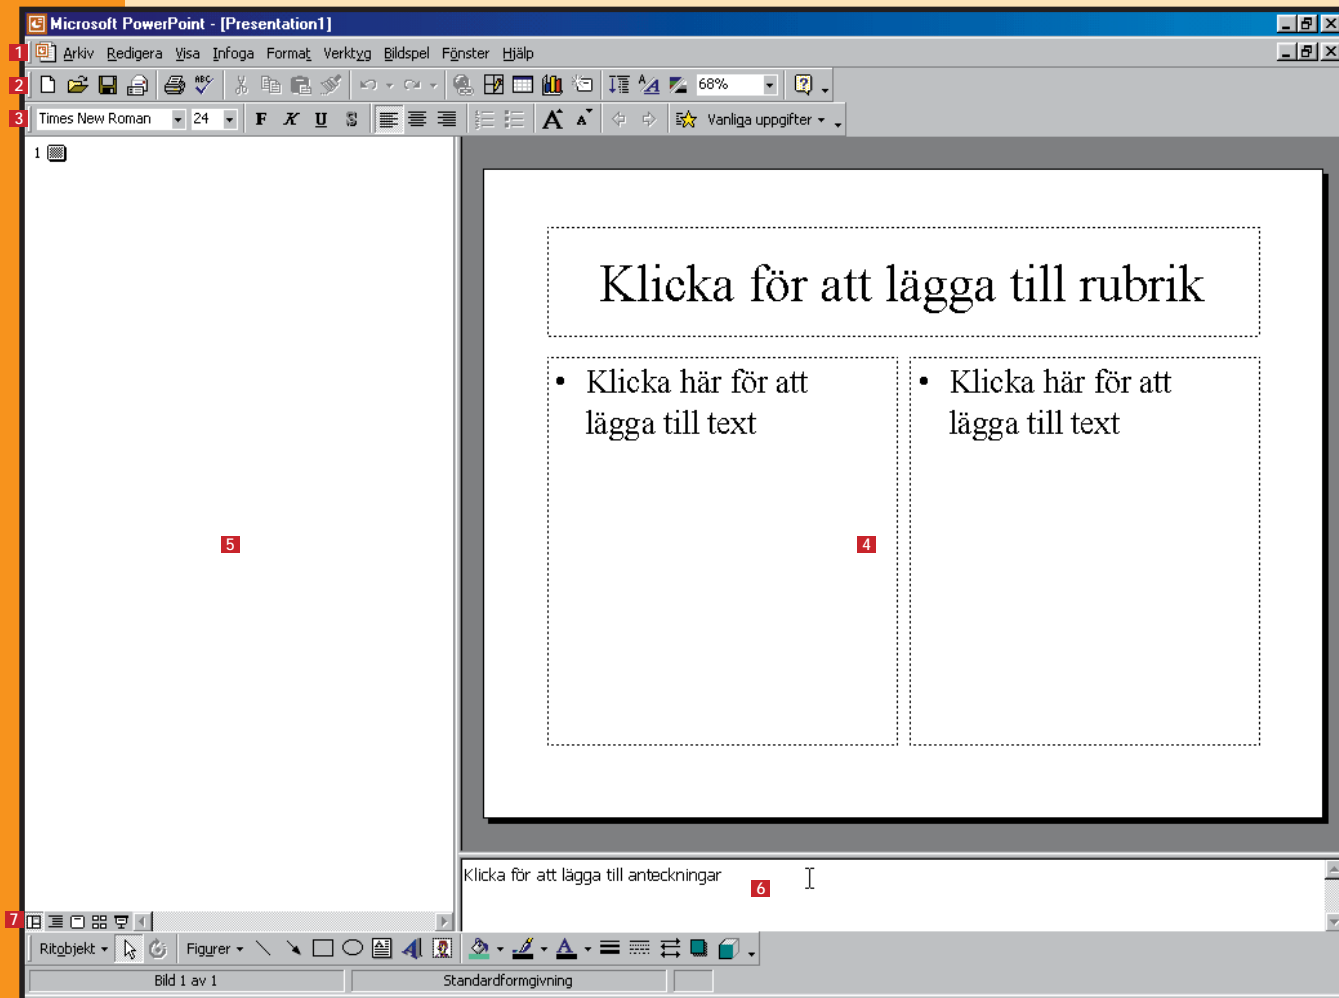 Microsoft PowerPoint - [Presentation1]
1 Arkiv Redigera Visa Infoga Format Verktyg Bildspel Fönster Hjälp
2 ABC 68%
3 Times New Roman 24 F K U S A A Vanliga uppgifter
1
Klicka för att lägga till rubrik
• Klicka här för att
lägga till text
• Klicka här för att
lägga till text
5
4
Klicka för att lägga till anteckningar
6
7
Ritobjekt Figurer A A
Bild 1 av 1 Standardformgivning